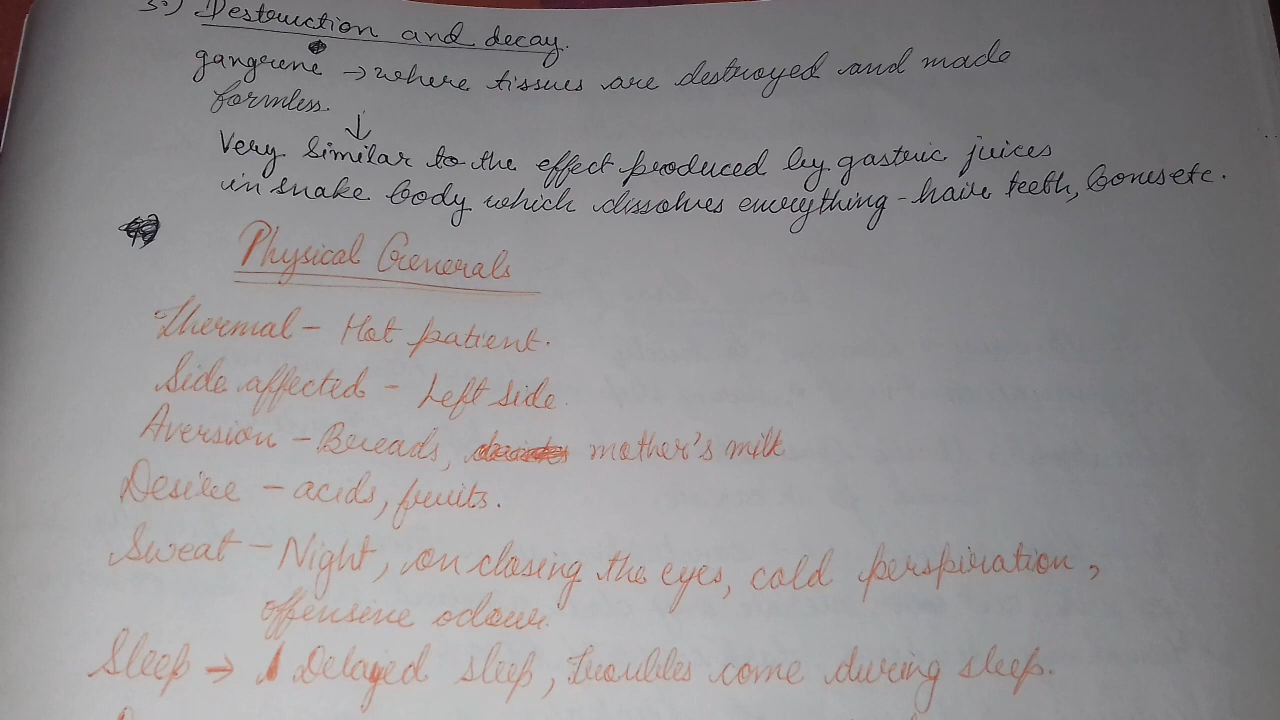 5.) Destruction and decay.
gangrene → where tissues are destroyed and made
formless.
↓
Very similar to the effect produced by gastric juices
in snake body which dissolves everything - hair teeth, bones etc.
Physical Generals
Thermal - Hot patient.
Side affected - Left side.
Aversion - Breads, mother's milk
Desire - acids, fruits.
Sweat - Night, on closing the eyes, cold perspiration,
offensive odour.
Sleep → Delayed sleep, troubles come during sleep.